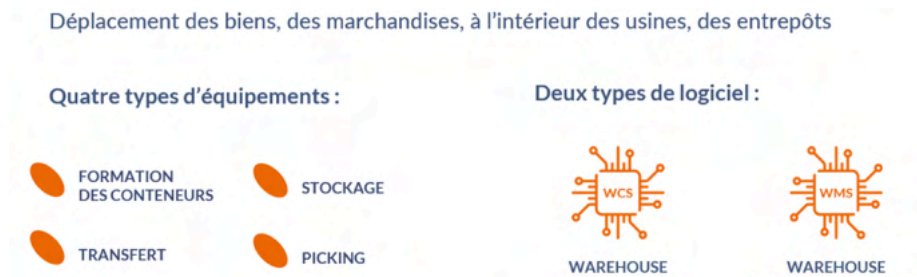 Déplacement des biens, des marchandises, à l'intérieur des usines, des entrepôts
Quatre types d'équipements :
FORMATION
DES CONTENEURS
STOCKAGE
TRANSFERT
PICKING
Deux types de logiciel :
WCS
WMS
WAREHOUSE
WAREHOUSE